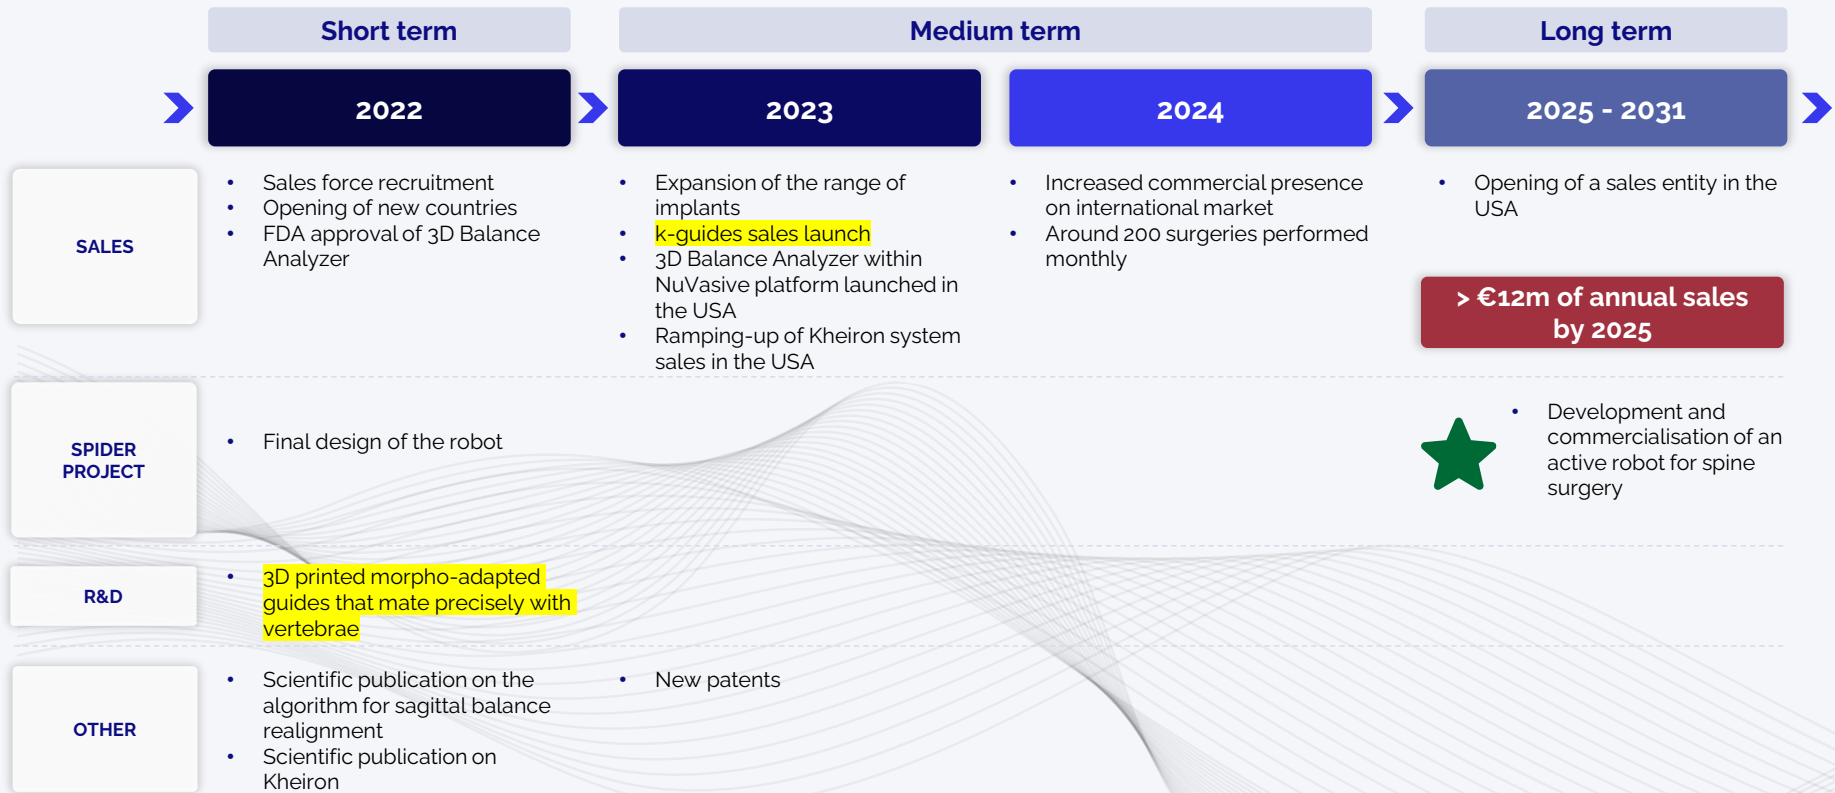 Short term
Medium term
Long term
2022
2023
2024
2025 - 2031
SALES
• Sales force recruitment
• Opening of new countries
• FDA approval of 3D Balance
Analyzer
• Expansion of the range of
implants
• k-guides sales launch
• 3D Balance Analyzer within
NuVasive platform launched in
the USA
• Ramping-up of Kheiron system
sales in the USA
• Increased commercial presence
on international market
• Around 200 surgeries performed
monthly
• Opening of a sales entity in the
USA
> €12m of annual sales
by 2025
SPIDER
PROJECT
• Final design of the robot
• Development and
commercialisation of an
active robot for spine
surgery
R&D
• 3D printed morpho-adapted
guides that mate precisely with
vertebrae
OTHER
• Scientific publication on the
algorithm for sagittal balance
realignment
• Scientific publication on
Kheiron
• New patents